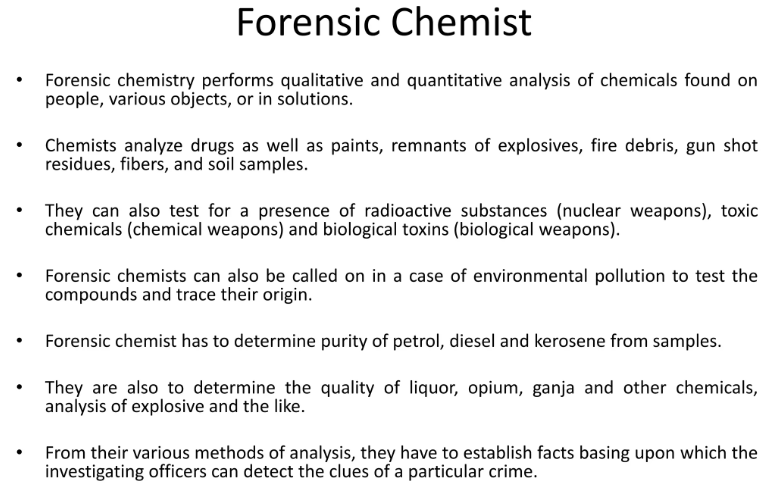 Forensic Chemist
• Forensic chemistry performs qualitative and quantitative analysis of chemicals found on
people, various objects, or in solutions.
• Chemists analyze drugs as well as paints, remnants of explosives, fire debris, gun shot
residues, fibers, and soil samples.
• They can also test for a presence of radioactive substances (nuclear weapons), toxic
chemicals (chemical weapons) and biological toxins (biological weapons).
• Forensic chemists can also be called on in a case of environmental pollution to test the
compounds and trace their origin.
• Forensic chemist has to determine purity of petrol, diesel and kerosene from samples.
• They are also to determine the quality of liquor, opium, ganja and other chemicals,
analysis of explosive and the like.
• From their various methods of analysis, they have to establish facts basing upon which the
investigating officers can detect the clues of a particular crime.